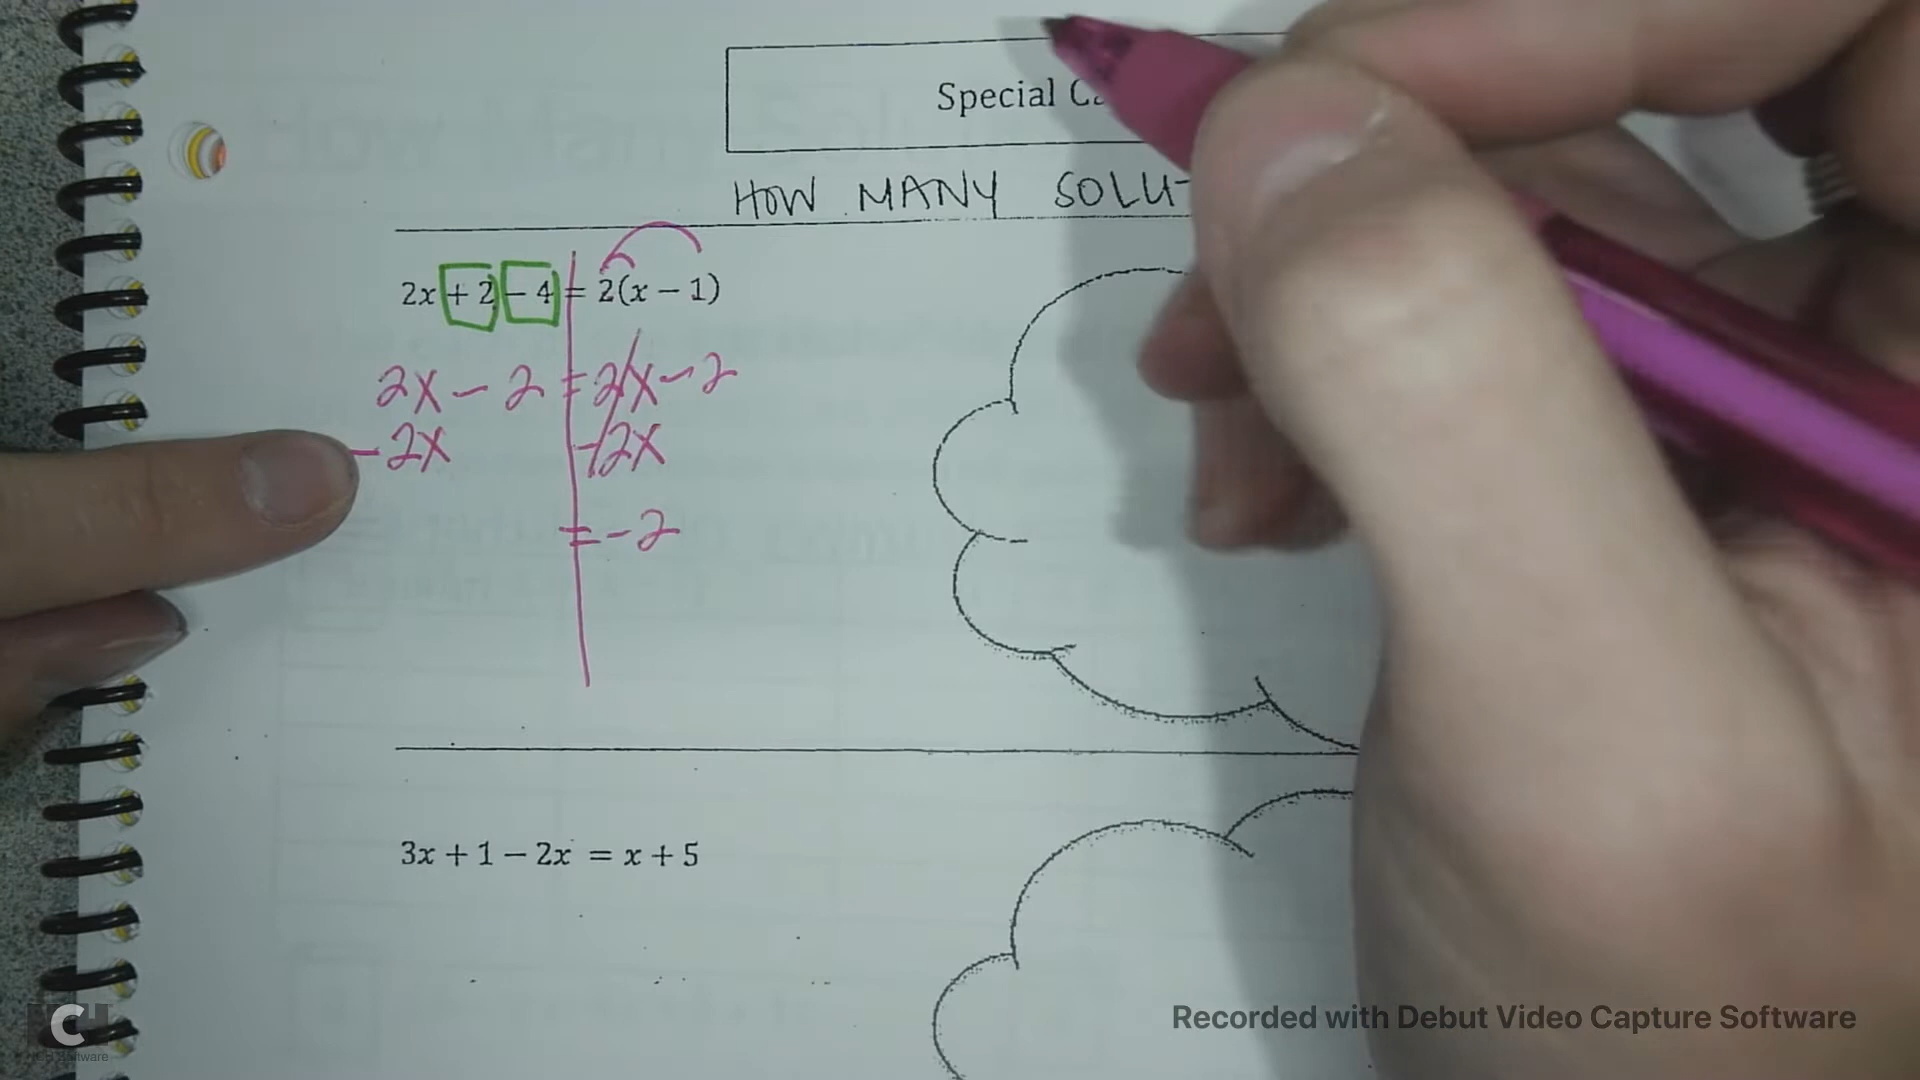 Special
HOW MANY SOLU
2x + 2 − 4 = 2(x − 1)
2x − 2 = 2x − 2
− 2x − 2x
= − 2
3x + 1 − 2x = x + 5
Recorded with Debut Video Capture Software
Software